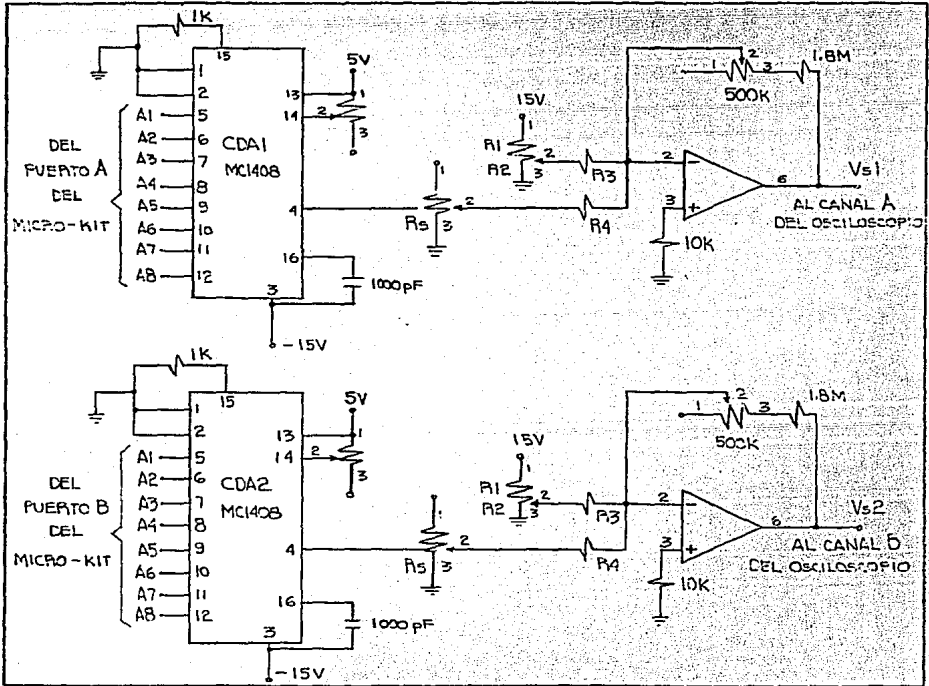 1K
15
1
2
A1 5
A2 6
A3 7
A4 8
A5 9
A6 10
A7 11
A8 12
DEL
PUERTO A
DEL
MICRO-KIT
CDA1
MC1408
13
14
4
16
3
5V
1
2
3
1000pF
-15V
1
R5
2
3
15V
1
R1
R2
2
3
R3
R4
1
2
3
500K
1.8M
2
-
3
+
6
10K
Vs1
AL CANAL A
DEL OSCILOSCOPIO
1K
15
1
2
A1 5
A2 6
A3 7
A4 8
A5 9
A6 10
A7 11
A8 12
DEL
PUERTO B
DEL
MICRO-KIT
CDA2
MC1408
13
14
4
16
3
5V
1
2
3
1000pF
-15V
1
R5
2
3
15V
1
R1
R2
2
3
R3
R4
1
2
3
500K
1.8M
2
-
3
+
6
10K
Vs2
AL CANAL B
DEL OSCILOSCOPIO